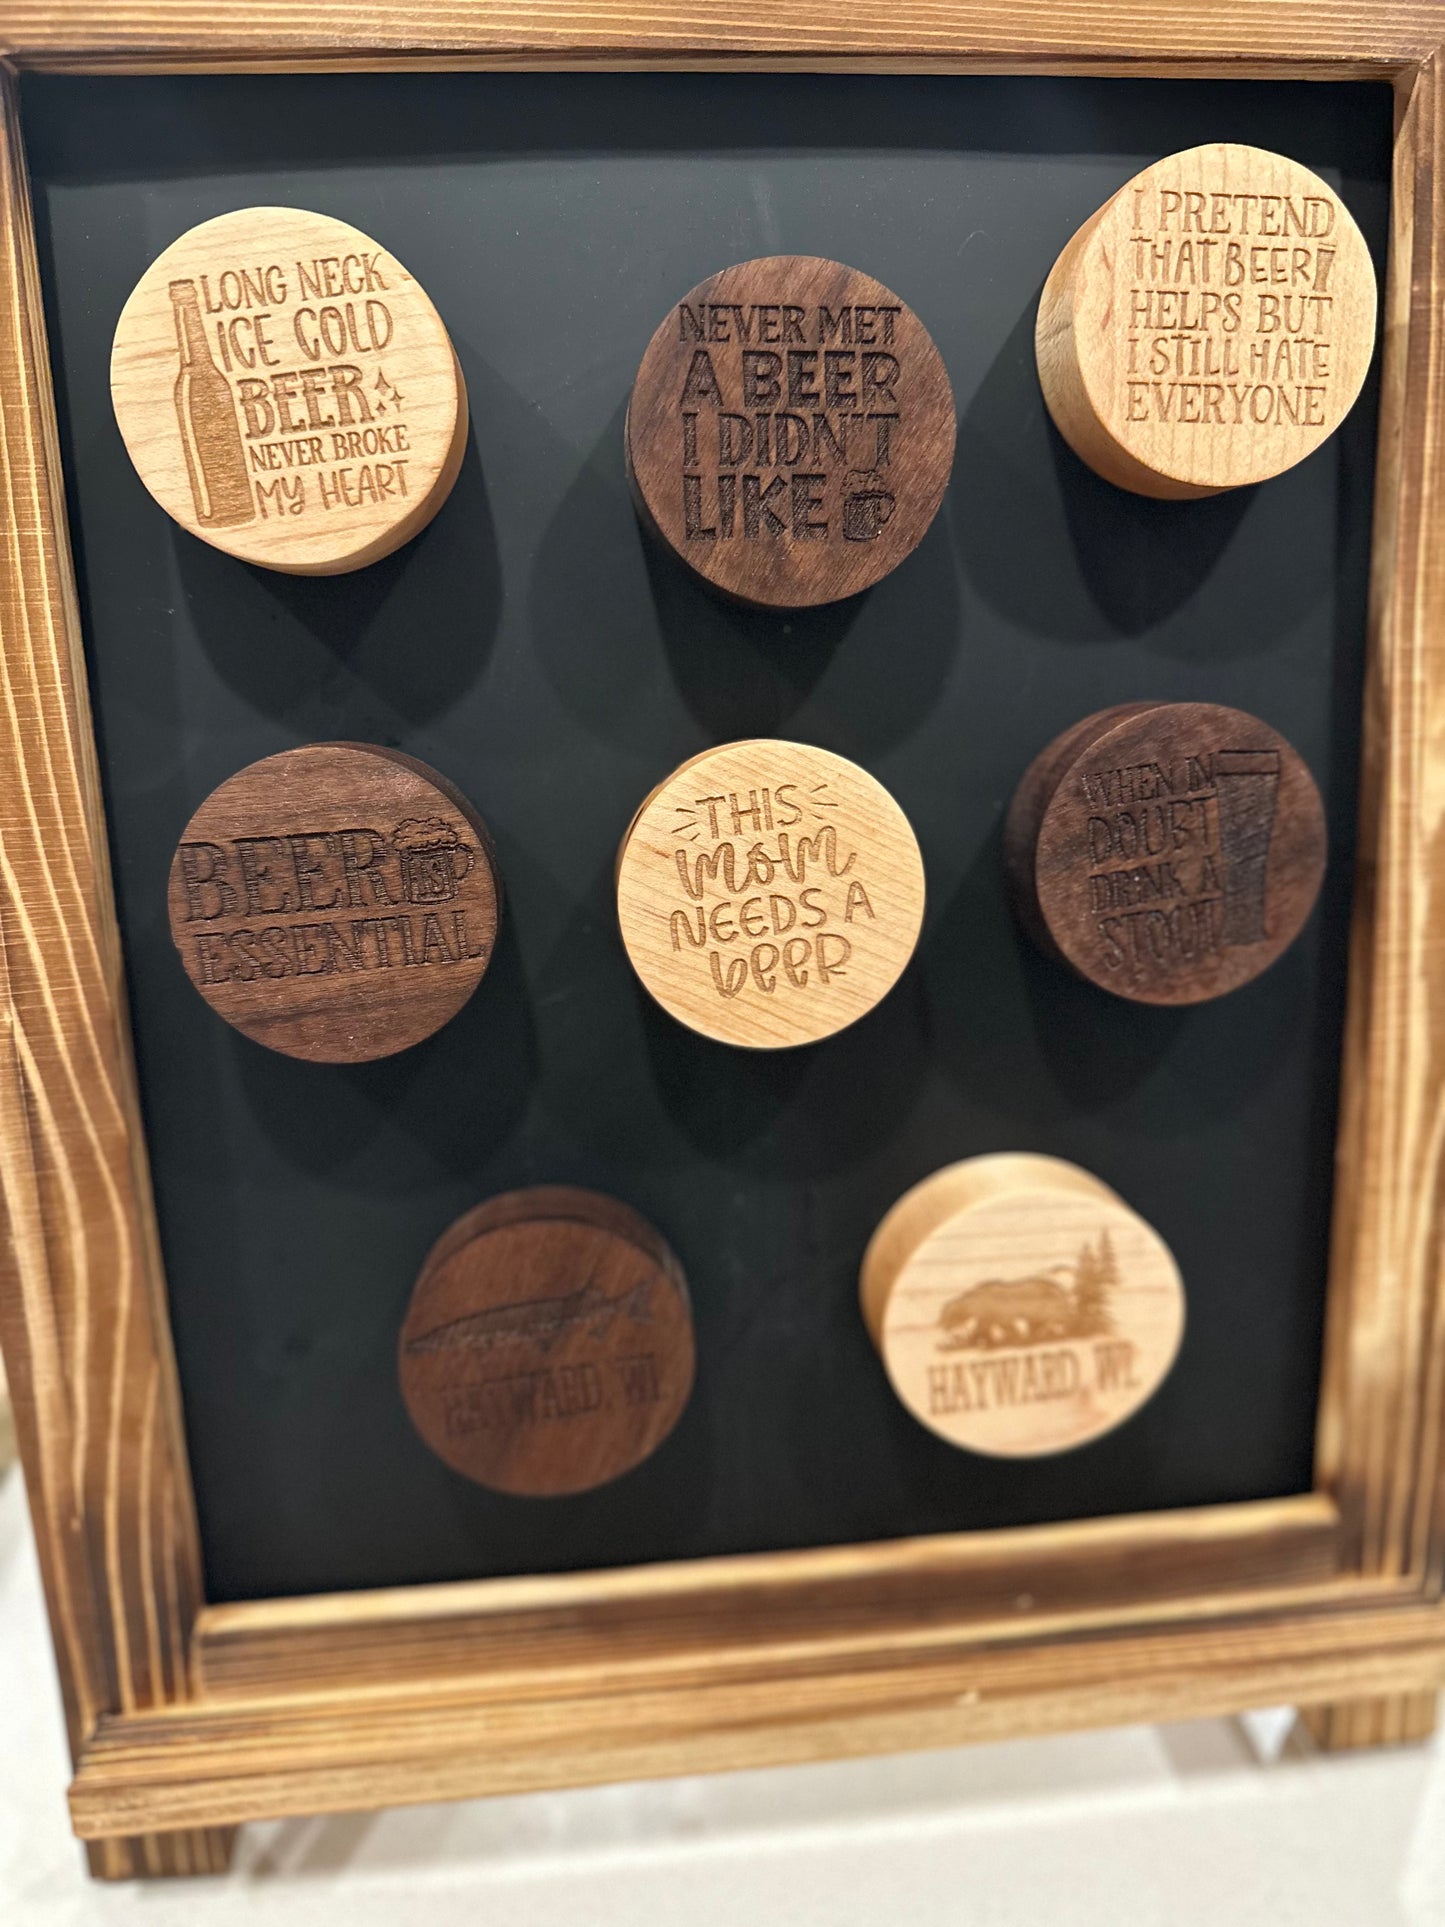 LONG NECK
ICE COLD
BEER
NEVER BROKE
MY HEART
NEVER MET
A BEER
I DIDN'T
LIKE
I PRETEND
THAT BEER
HELPS BUT
I STILL HATE
EVERYONE
BEER IS
ESSENTIAL
THIS
mom
NEEDS A
beer
WHEN IN
DOUBT
DRINK A
STOUT
HAYWARD, WI.
HAYWARD, WI.